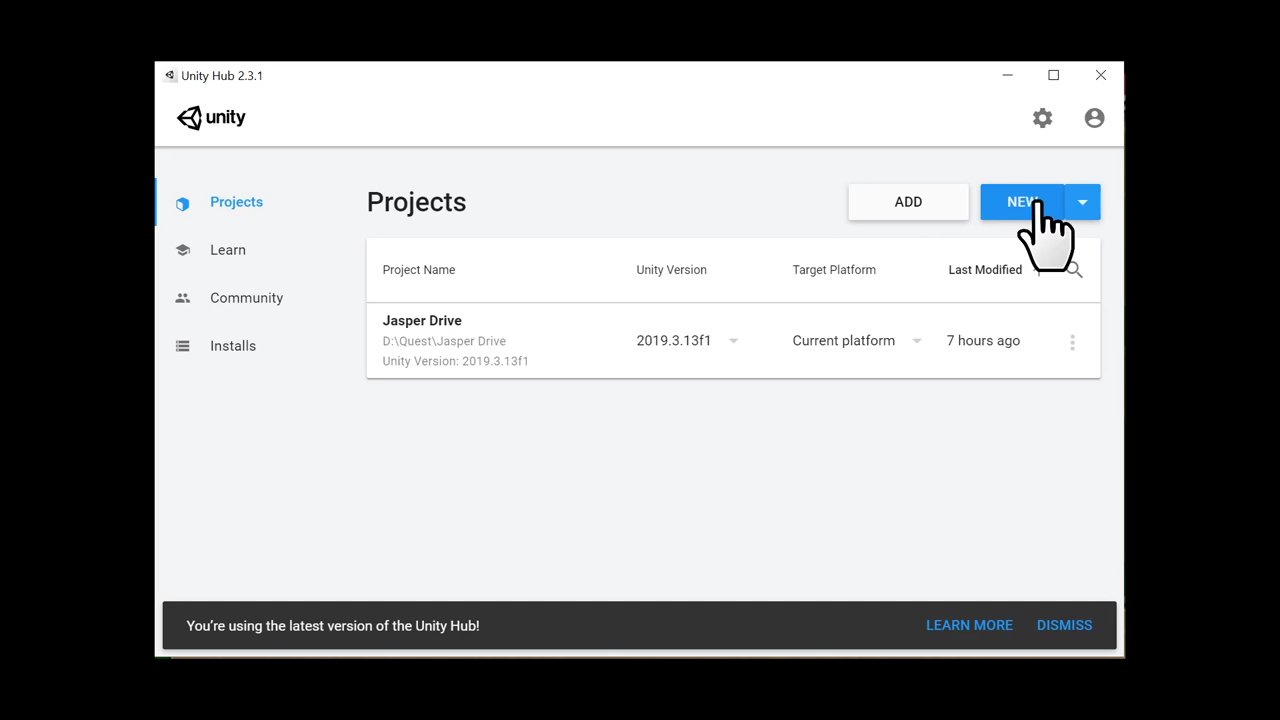 Unity Hub 2.3.1
unity
Projects
Learn
Community
Installs
Projects
ADD
NEW
Project Name
Unity Version
Target Platform
Last Modified
Jasper Drive
D:\Quest\Jasper Drive
Unity Version: 2019.3.13f1
2019.3.13f1
Current platform
7 hours ago
You're using the latest version of the Unity Hub!
LEARN MORE
DISMISS